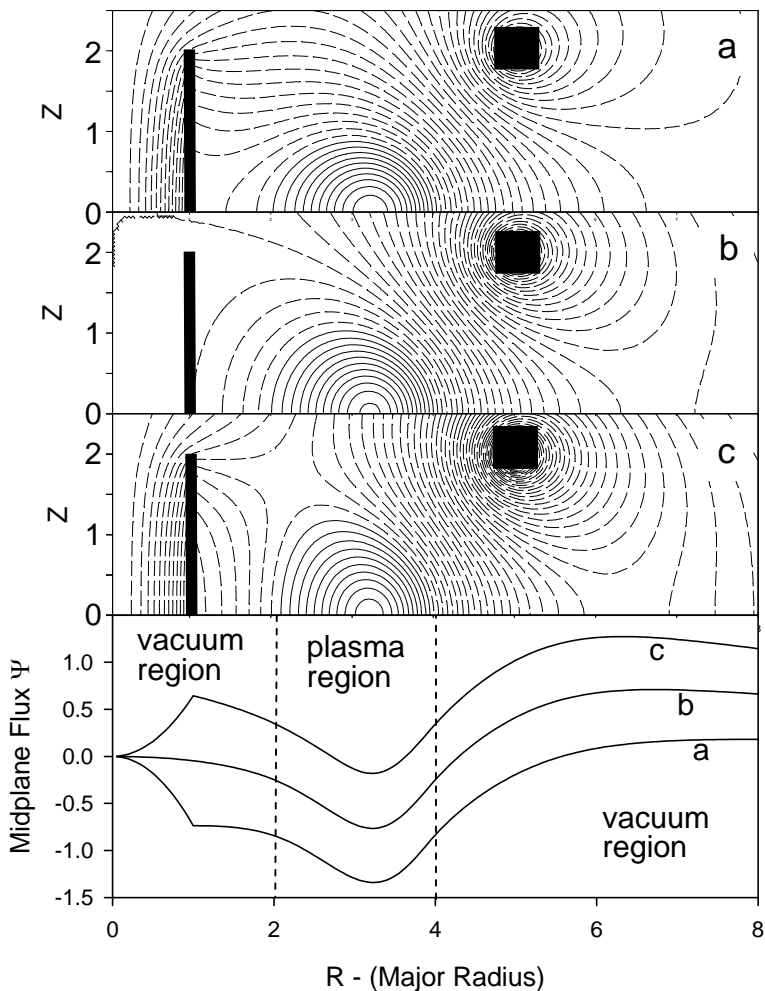 a
2
Z
1
0
b
2
Z
1
0
c
2
Z
1
0
vacuum
region
plasma
region
1.0
0.5
0.0
-0.5
-1.0
-1.5
Midplane Flux Ψ
c
b
a
vacuum
region
0 2 4 6 8
R - (Major Radius)